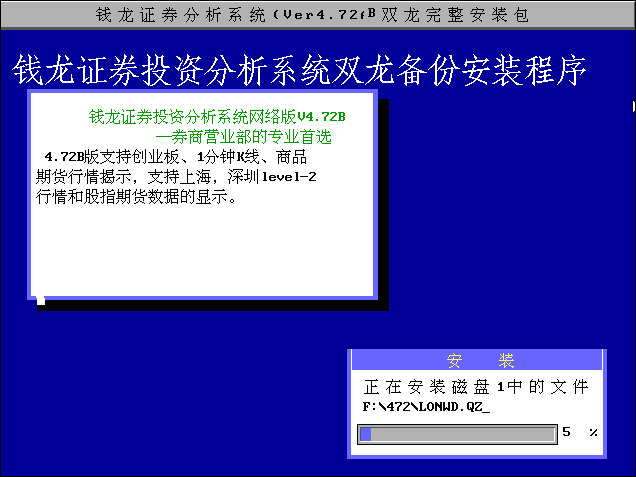 钱龙证券分析系统(Ver4.72fB双龙完整安装包
钱龙证券投资分析系统双龙备份安装程序
钱龙证券投资分析系统网络版V4.72B
—券商营业部的专业首选
4.72B版支持创业板、1分钟K线、商品
期货行情揭示，支持上海，深圳level-2
行情和股指期货数据的显示。
安 装
正在安装磁盘1中的文件
F:\472\LONWD.QZ_
5 %